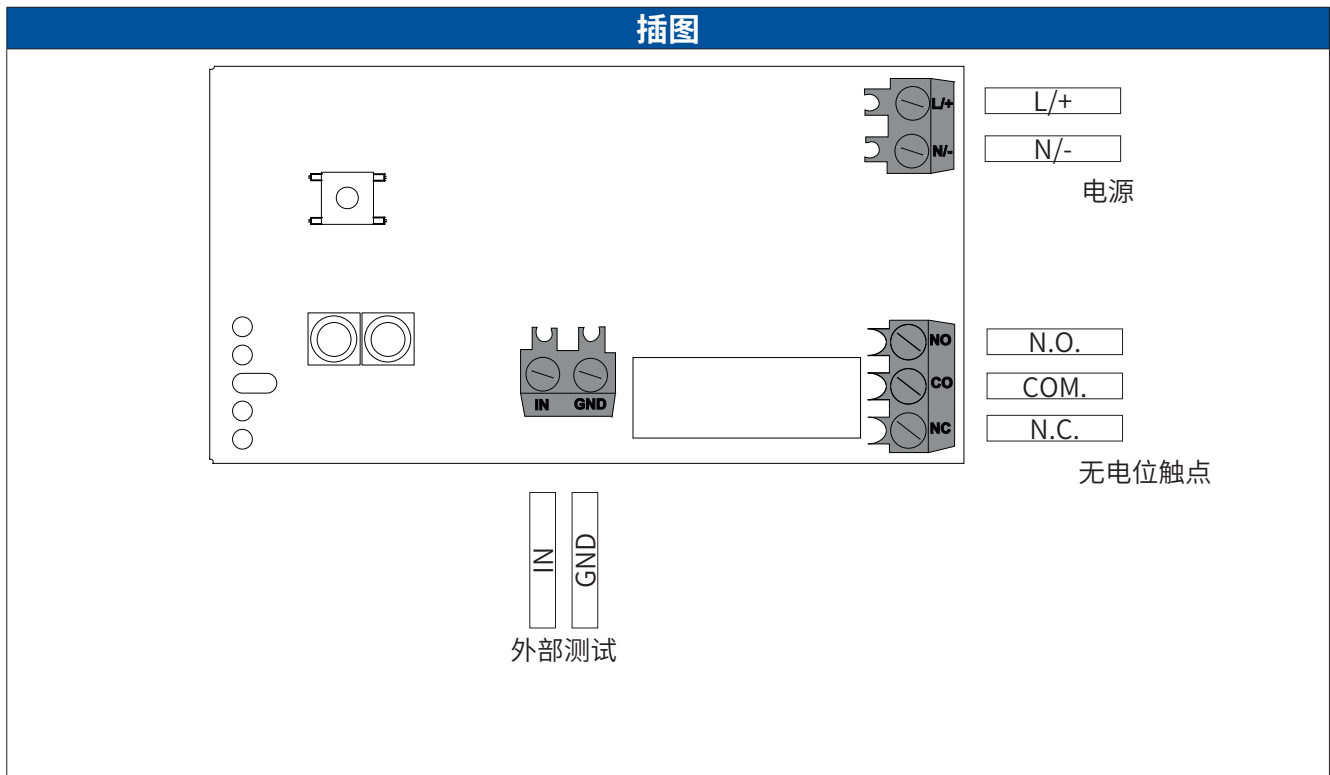 插图
L/+
L/+
N/-
N/-
电源
NO
N.O.
CO
COM.
NC
N.C.
无电位触点
IN GND
IN
GND
外部测试